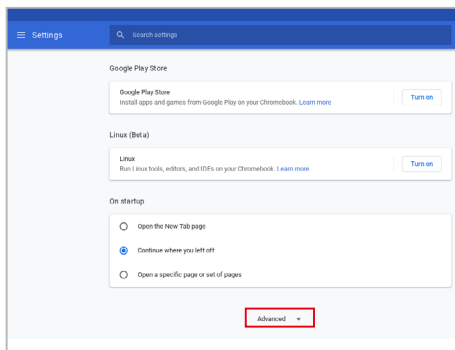 Settings
Search settings
Google Play Store
Google Play Store
Install apps and games from Google Play on your Chromebook. Learn more
Turn on
Linux (Beta)
Linux
Run Linux tools, editors, and IDEs on your Chromebook. Learn more
Turn on
On startup
Open the New Tab page
Continue where you left off
Open a specific page or set of pages
Advanced